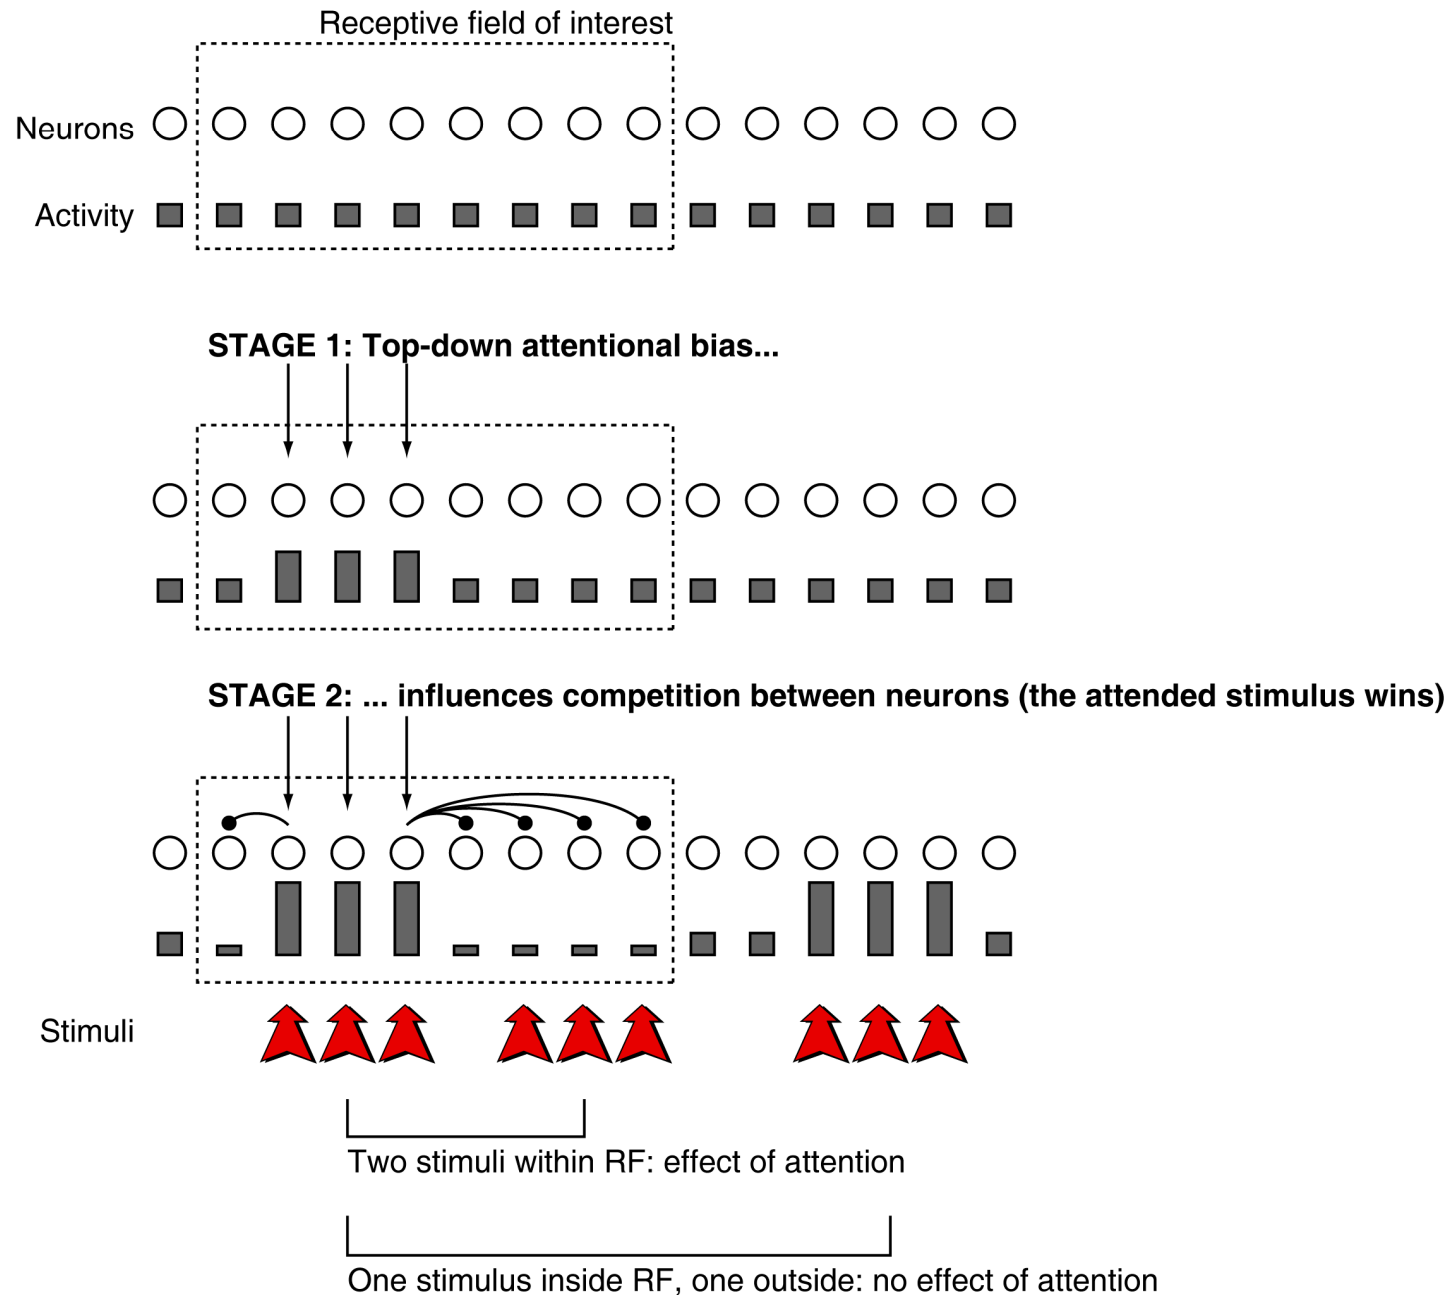 Receptive field of interest
Neurons
Activity
STAGE 1: Top-down attentional bias...
STAGE 2: ... influences competition between neurons (the attended stimulus wins)
Stimuli
Two stimuli within RF: effect of attention
One stimulus inside RF, one outside: no effect of attention